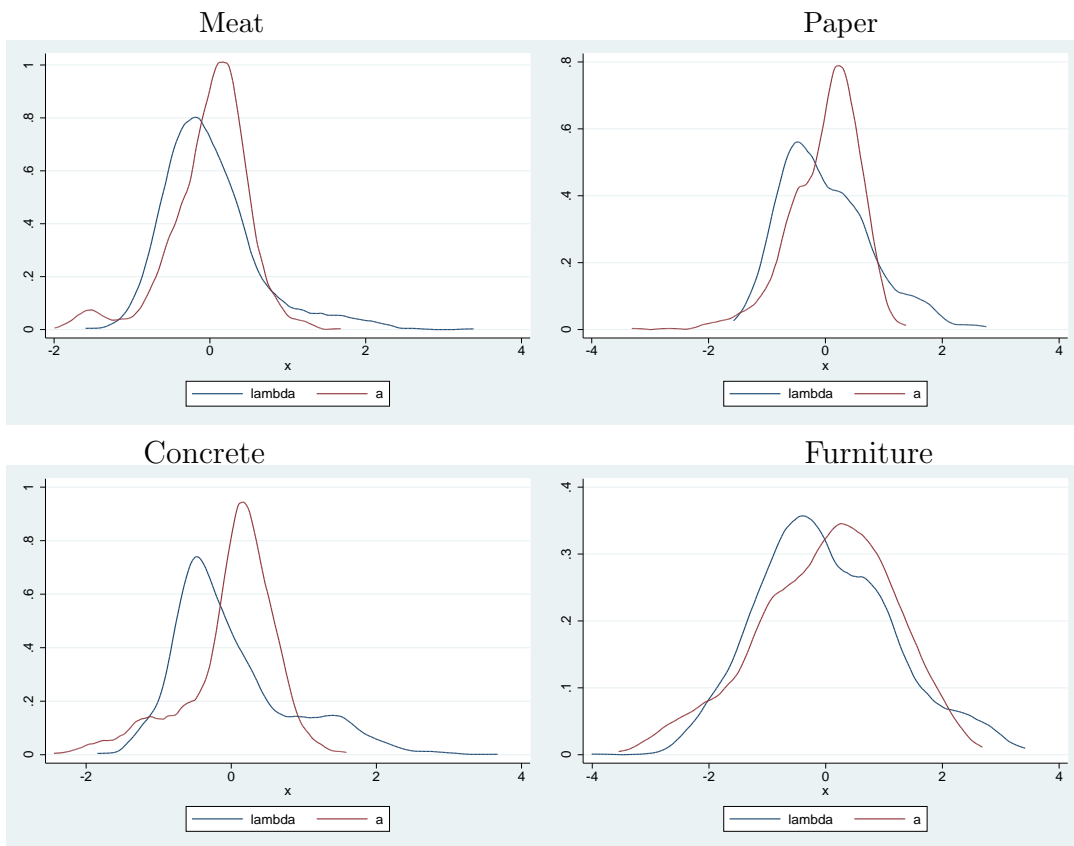 Meat
1
.8
.6
.4
.2
0
-2 0 2 4
x
lambda a
Paper
.8
.6
.4
.2
0
-4 -2 0 2 4
x
lambda a
Concrete
1
.8
.6
.4
.2
0
-2 0 2 4
x
lambda a
Furniture
.4
.3
.2
.1
0
-4 -2 0 2 4
x
lambda a